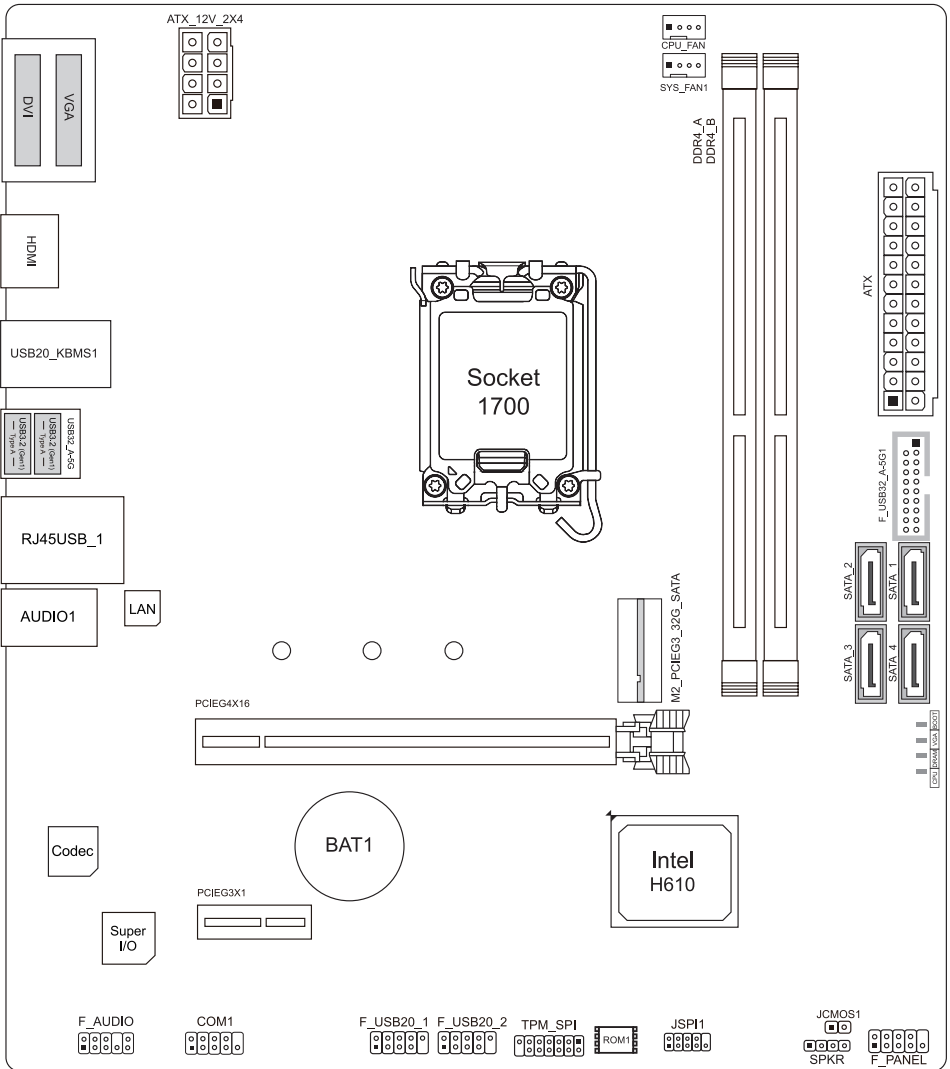 ATX_12V_2X4
CPU_FAN
SYS_FAN1
DVI
VGA
DDR4_A
DDR4_B
HDMI
ATX
USB20_KBMS1
Socket
1700
USB3.2 (Gen1)
Type A
USB3.2 (Gen1)
Type A
USB32_A-5G
F_USB32_A-5G1
RJ45USB_1
SATA_2
SATA_1
AUDIO1
LAN
M2_PCIEG3_32G_SATA
SATA_3
SATA_4
PCIEG4X16
CPU
DRAM
VGA
BOOT
BAT1
Codec
Intel
H610
PCIEG3X1
Super
I/O
F_AUDIO
COM1
F_USB20_1
F_USB20_2
TPM_SPI
ROM1
JSPI1
JCMOS1
SPKR
F_PANEL